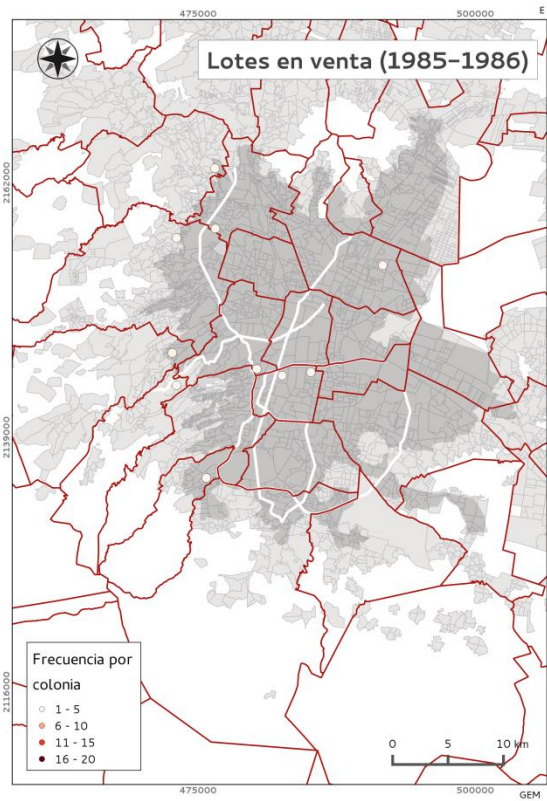 475000
500000
E
Lotes en venta (1985–1986)
2162000
2139000
2116000
Frecuencia por
colonia
1 - 5
6 - 10
11 - 15
16 - 20
0
5
10 km
475000
500000
GEM